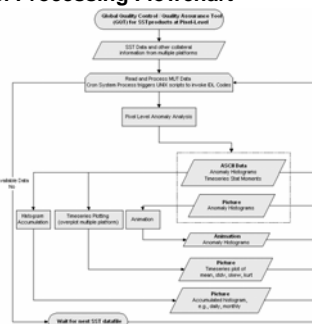 Processing Flowchart
Global Quality Control - Quality Assurance Tool
(GQT) for SST products at Pixel-Level
SST Data and other collateral
information from multiple platforms
Read and Process MUT Data
Cron System Process triggers UNIX scripts to invoke IDL Codes
Pixel Level Anomaly Analysis
ASCII Data
Anomaly Histograms
Timeseries Stat Moments
Picture
Anomaly Histograms
Available Data
No
Histogram
Accumulation
Timeseries Plotting
(overplot multiple platform)
Animation
Animation
Anomaly Histograms
Picture
Timeseries plot of
mean, stdv, skew, kurt
Picture
Accumulated histogram,
e.g., daily, monthly
Wait for next SST datafile